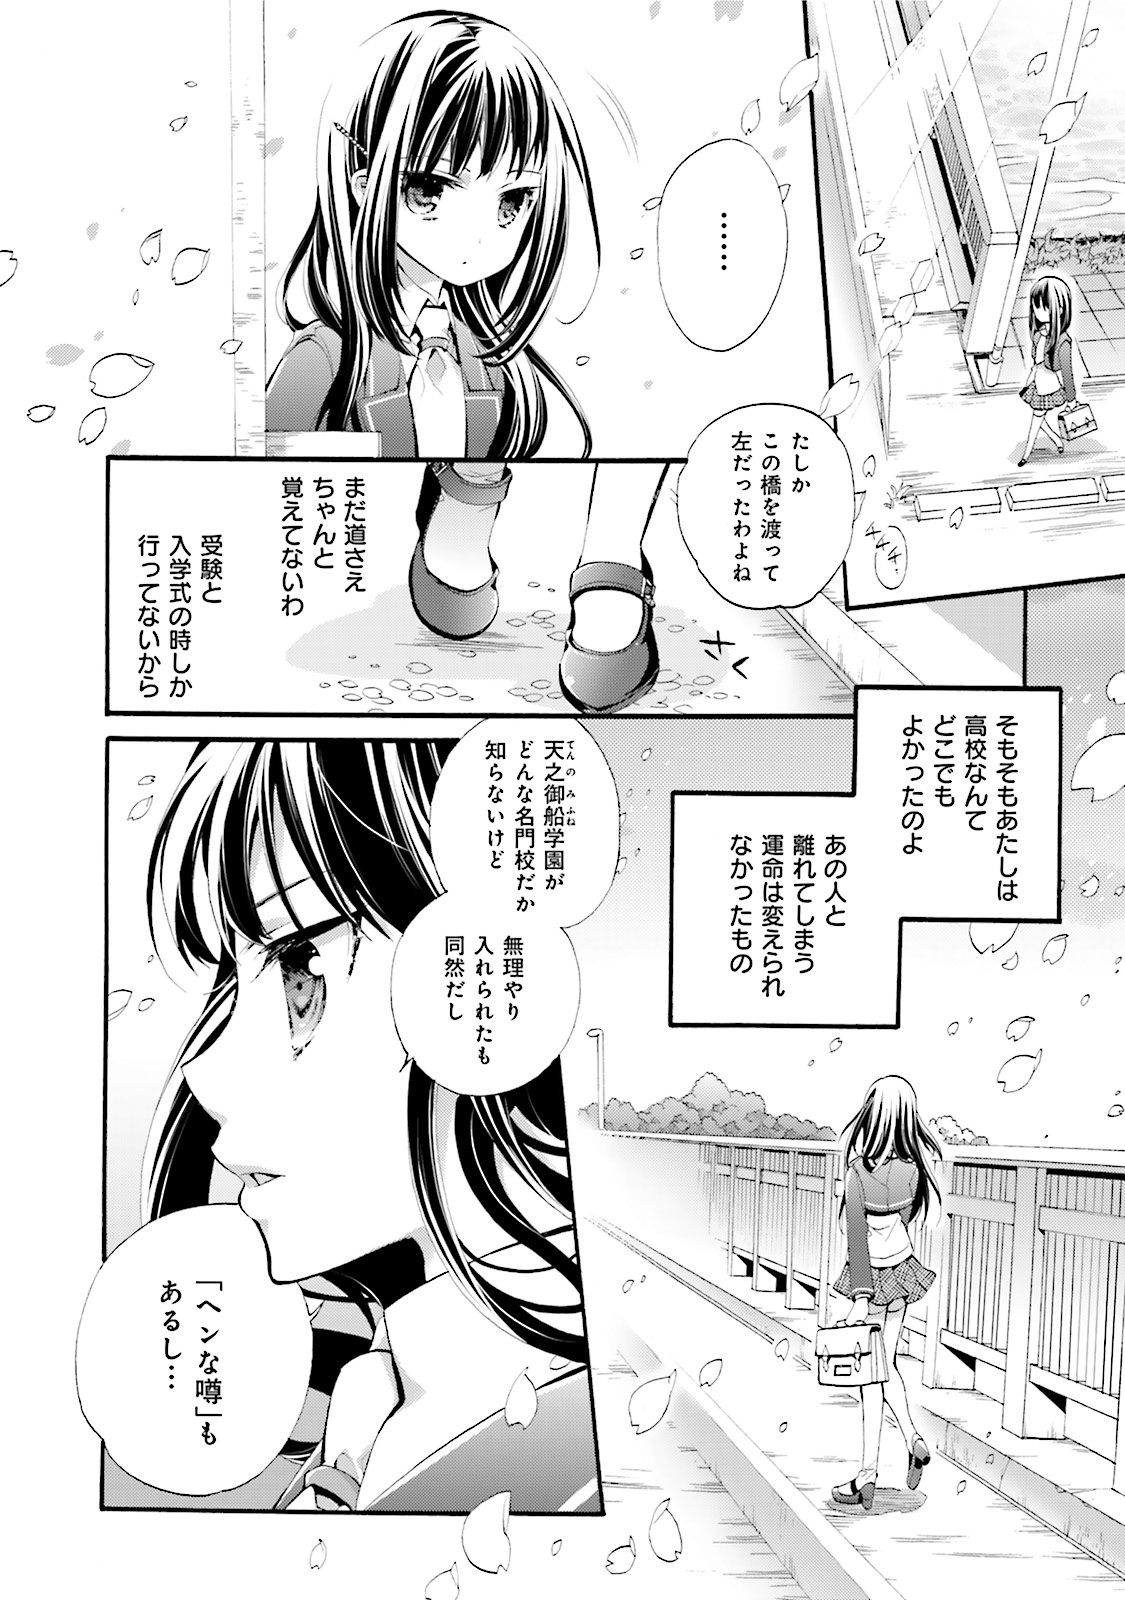 チチチ…
……
たしか
この橋を渡って
左だったわよね
まだ道さえ
ちゃんと
覚えてないわ
受験と
入学式の時しか
行ってないから
そもそもあたしは
高校なんて
どこでも
よかったのよ
あの人と
離れてしまう
運命は変えられ
なかったもの
天之御船学園が
てんのみふね
どんな名門校だか
知らないけど
無理やり
入れられたも
同然だし
「ヘンな噂」も
あるし…